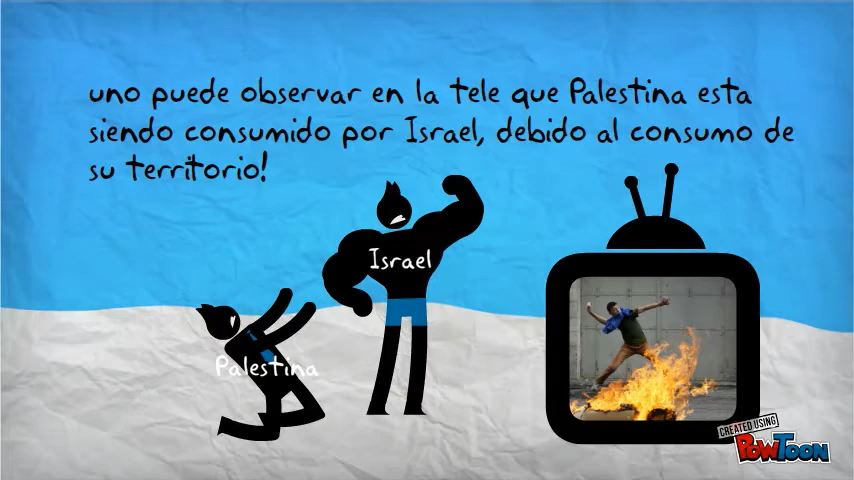 uno puede observar en la tele que Palestina esta
siendo consumido por Israel, debido al consumo de
su territorio!
Israel
Palestina
CREATED USING
POWTOON